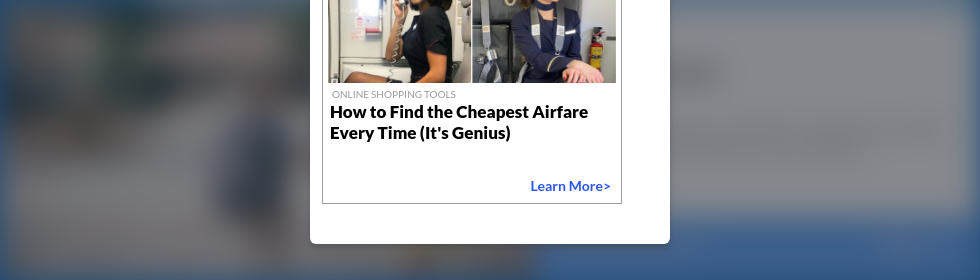 ONLINE SHOPPING TOOLS
How to Find the Cheapest Airfare
Every Time (It's Genius)
Learn More>